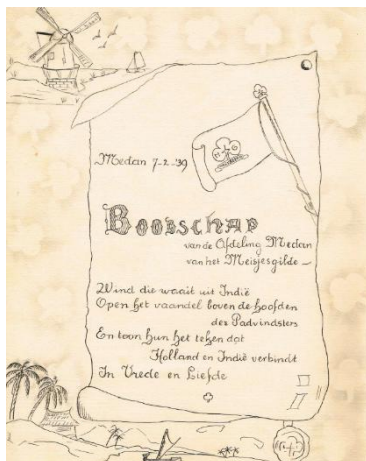 Medan 7-2-'39
Boodschap
van de Afdeling Medan
van het Meisjesgilde
Wind die waait uit Indië
Open het vaandel boven de hoofden
des Padvindsters
En toon hun het teken dat
Holland en Indië verbindt
In Vrede en Liefde